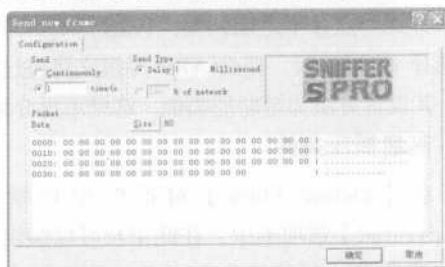 Send new frame
Configuration
Send
Continuously
1 time(s
Send Type
Delay 1 Millisecond
% of network
SNIFFER
PRO
Packet
Data Size
0000: 00 00 00 00 00 00 00 00 00 00 00 00 00 00 00 00
0010: 00 00 00 00 00 00 00 00 00 00 00 00 00 00 00 00
0020: 00 00 00 00 00 00 00 00 00 00 00 00 00 00 00 00
0030: 00 00 00 00 00 00 00 00 00 00 00 00
确定 取消